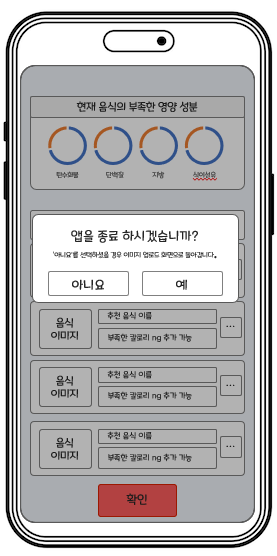 현재 음식의 부족한 영양 성분
탄수화물 단백질 지방 식이섬유
앱을 종료 하시겠습니까?
'아니요'를 선택하셨을 경우 이미지 업로드 화면으로 돌아갑니다.
아니요 예
음식 이미지
추천 음식 이름
부족한 칼로리 ng 추가 가능
...
음식 이미지
추천 음식 이름
부족한 칼로리 ng 추가 가능
...
음식 이미지
추천 음식 이름
부족한 칼로리 ng 추가 가능
...
확인